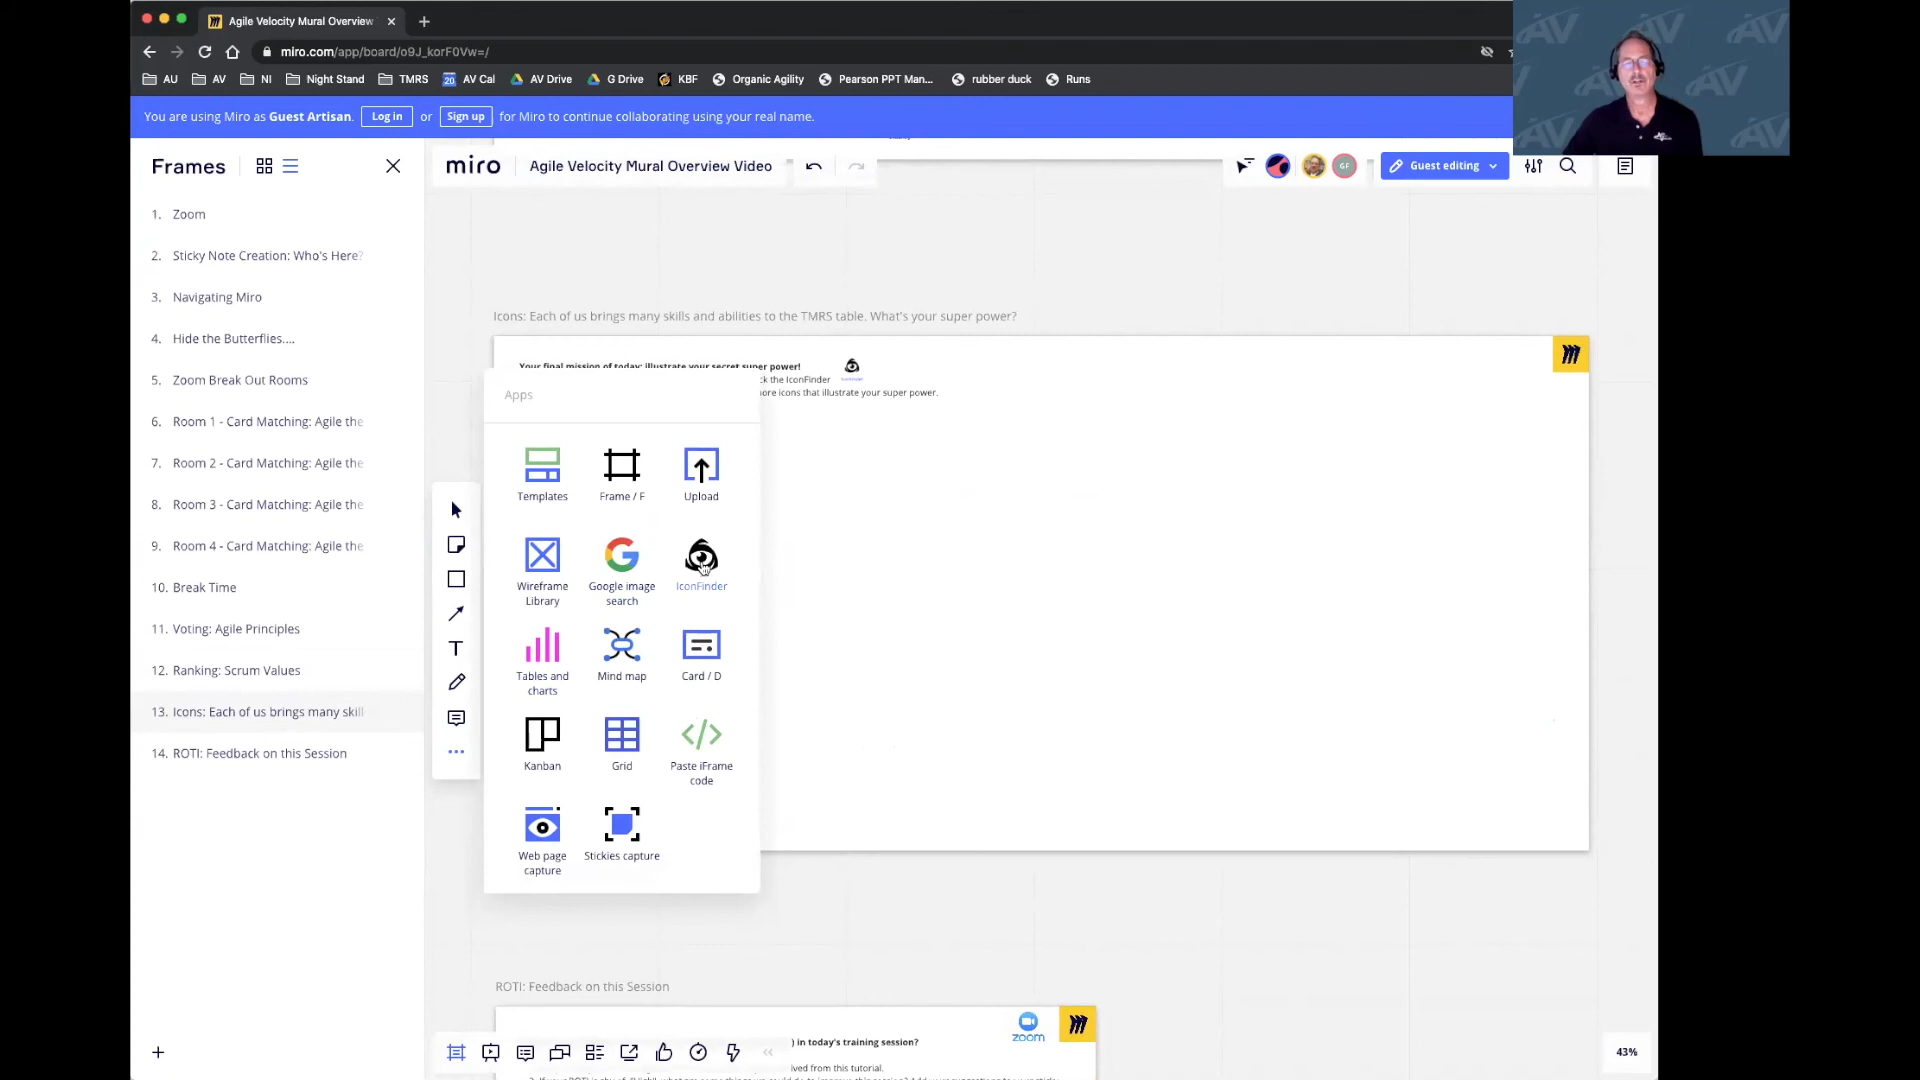 Agile Velocity Mural Overview
miro.com/app/board/o9J_korF0Vw=/
AU
AV
NI
Night Stand
TMRS
20
AV Cal
AV Drive
G Drive
KBF
Organic Agility
Pearson PPT Man...
rubber duck
Runs
You are using Miro as Guest Artisan. Log in or Sign up for Miro to continue collaborating using your real name.
Frames
miro
Agile Velocity Mural Overview Video
GF
Guest editing
1. Zoom
2. Sticky Note Creation: Who's Here?
3. Navigating Miro
4. Hide the Butterflies....
5. Zoom Break Out Rooms
6. Room 1 - Card Matching: Agile the
7. Room 2 - Card Matching: Agile the
8. Room 3 - Card Matching: Agile the
9. Room 4 - Card Matching: Agile the
10. Break Time
11. Voting: Agile Principles
12. Ranking: Scrum Values
13. Icons: Each of us brings many skil
14. ROTI: Feedback on this Session
Icons: Each of us brings many skills and abilities to the TMRS table. What's your super power?
Your final mission of today: illustrate your secret super power!
ck the IconFinder
ore icons that illustrate your super power.
Apps
Templates
Frame / F
Upload
Wireframe
Library
Google image
search
IconFinder
Tables and
charts
Mind map
Card / D
Kanban
Grid
Paste iFrame
code
Web page
capture
Stickies capture
ROTI: Feedback on this Session
zoom
) in today's training session?
ved from this tutorial.
43%